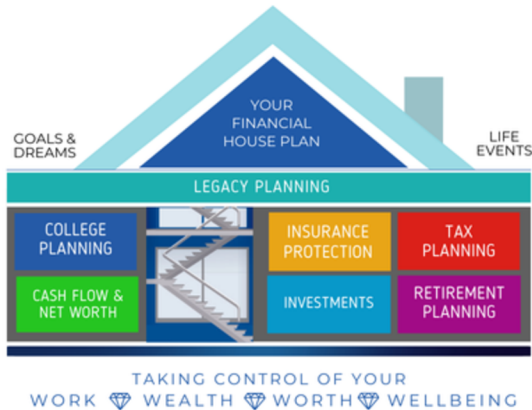 YOUR
FINANCIAL
HOUSE PLAN
GOALS &
DREAMS
LIFE
EVENTS
LEGACY PLANNING
COLLEGE
PLANNING
INSURANCE
PROTECTION
TAX
PLANNING
CASH FLOW &
NET WORTH
INVESTMENTS
RETIREMENT
PLANNING
TAKING CONTROL OF YOUR
WORK WEALTH WORTH WELLBEING